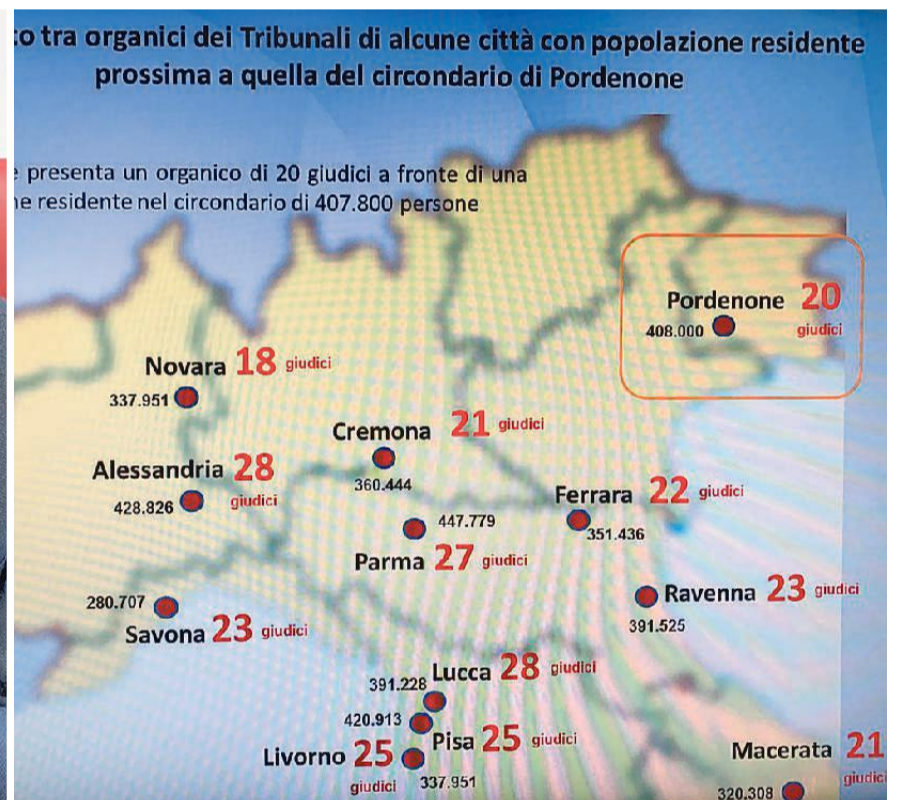 to tra organici dei Tribunali di alcune città con popolazione residente
prossima a quella del circondario di Pordenone
presenta un organico di 20 giudici a fronte di una
residente nel circondario di 407.800 persone
Pordenone 20
408.000 giudici
Novara 18 giudici
337.951
Cremona 21 giudici
360.444
Alessandria 28
428.826 giudici
Ferrara 22 giudici
351.436
447.779
Parma 27 giudici
280.707
Savona 23 giudici
Ravenna 23 giudici
391.525
Lucca 28 giudici
391.228
420.913
Pisa 25 giudici
Livorno 25
giudici 337.951
Macerata 21
giudici
320.308